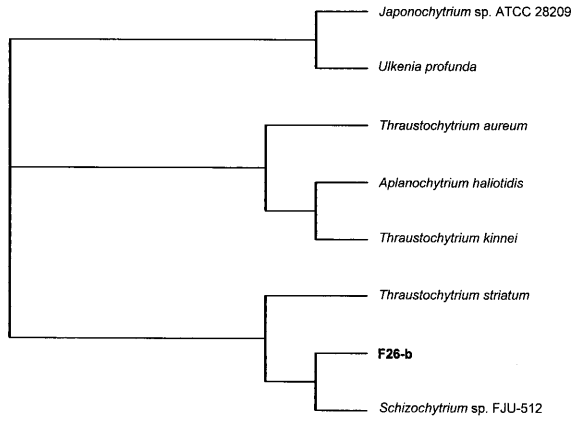 Japonochytrium sp. ATCC 28209
Ulkenia profunda
Thraustochytrium aureum
Aplanochytrium haliotidis
Thraustochytrium kinnei
Thraustochytrium striatum
F26-b
Schizochytrium sp. FJU-512